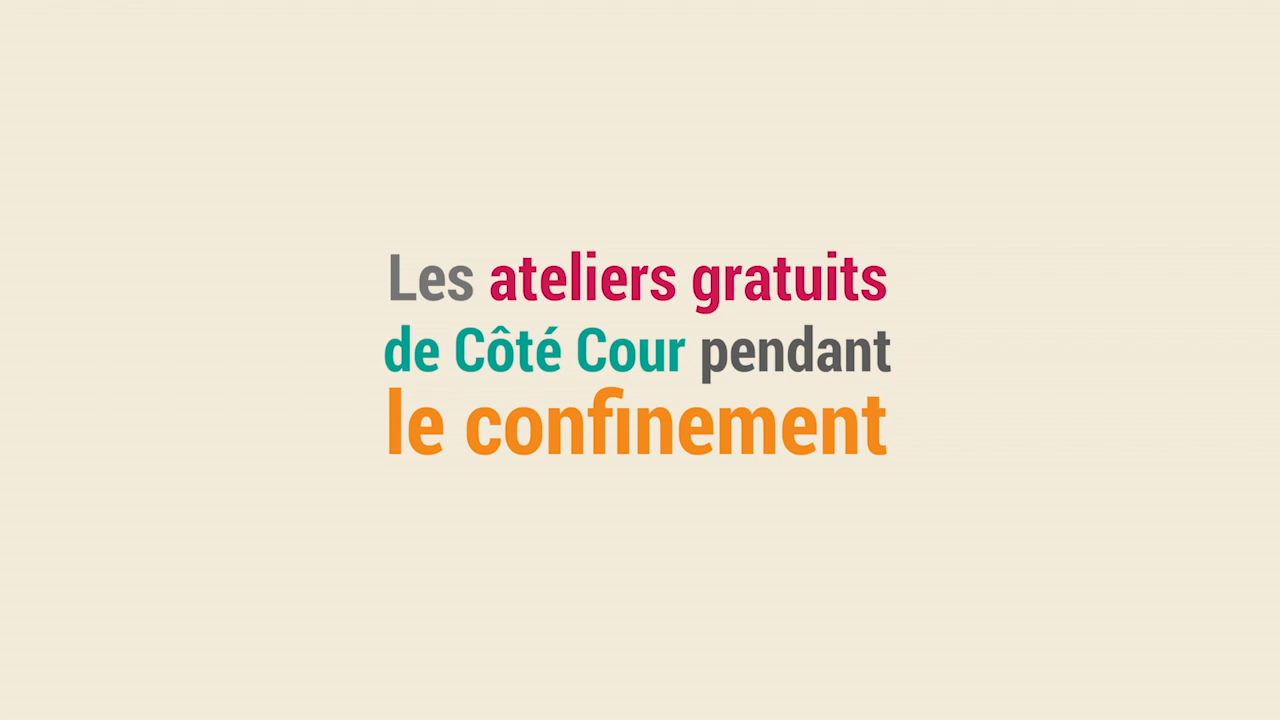 Les ateliers gratuits
de Côté Cour pendant
le confinement